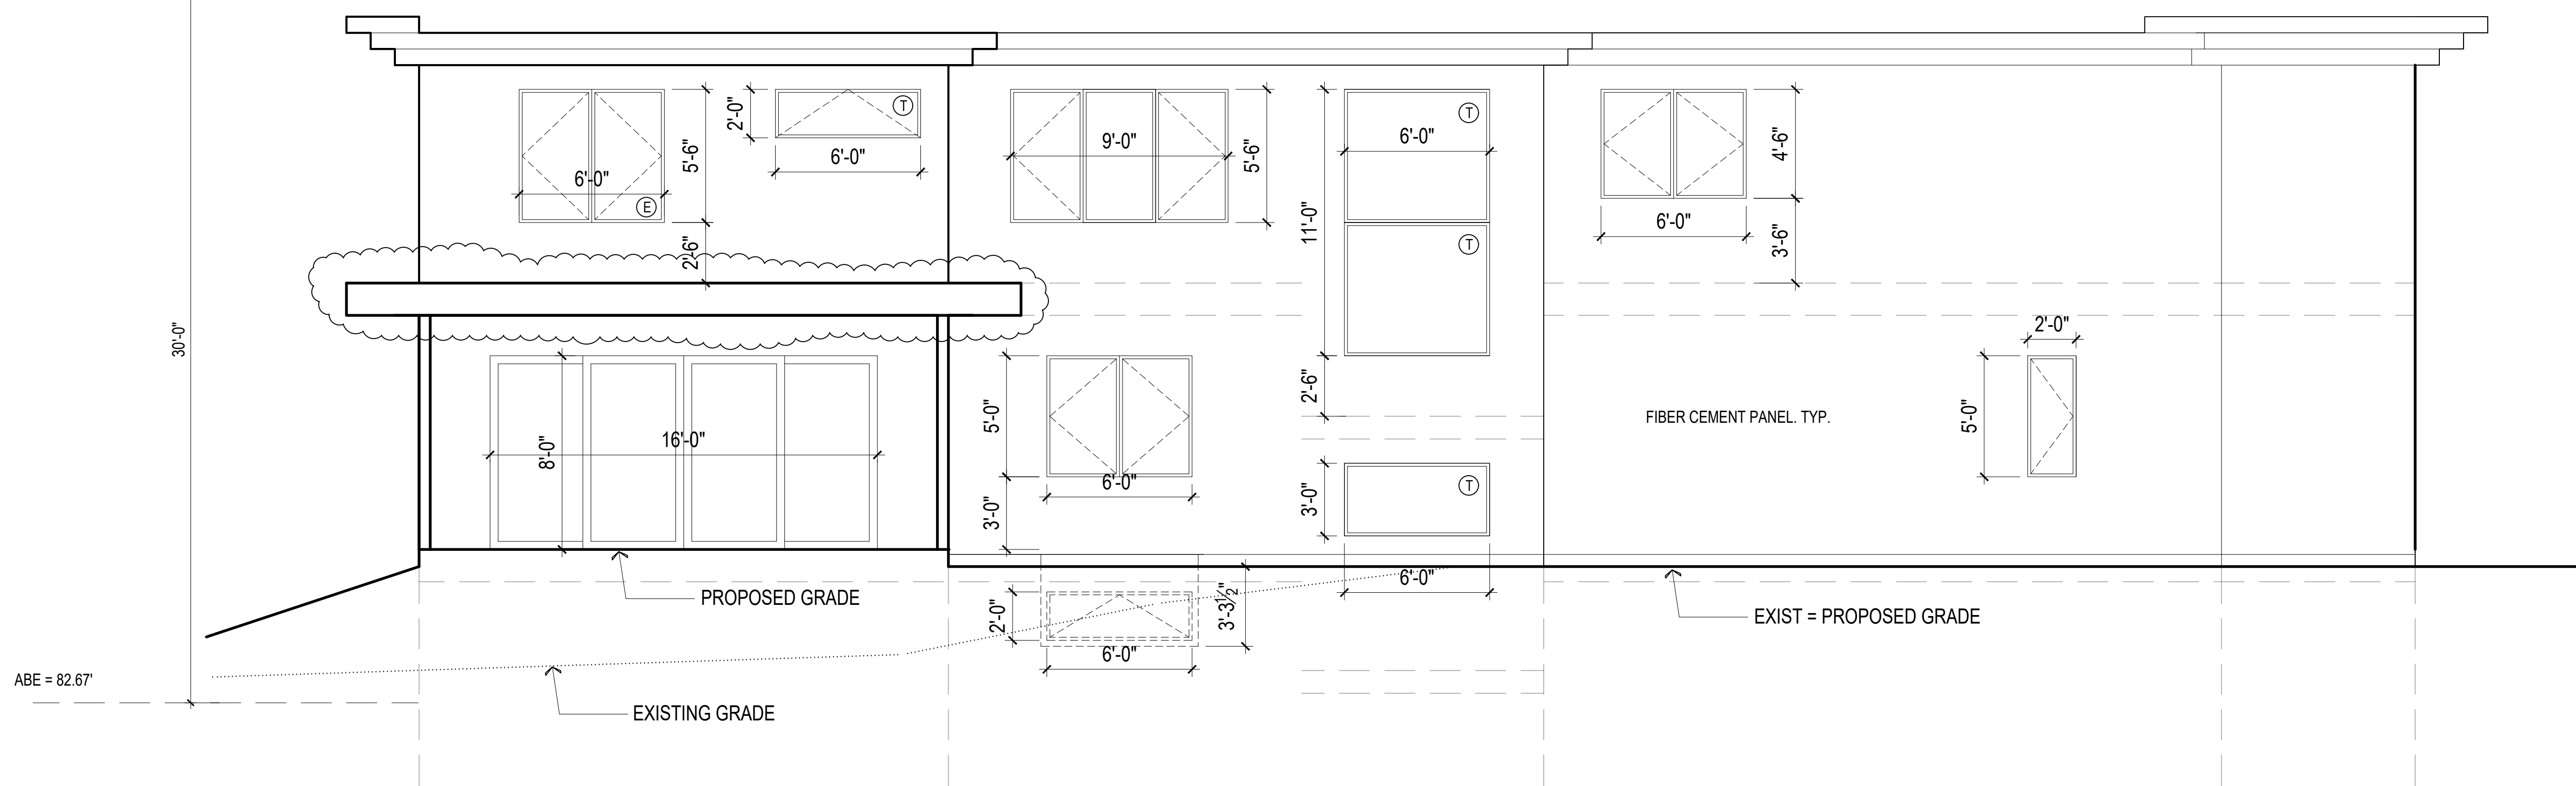 30'-0"
ABE = 82.67'
6'-0"
E
5'-6"
2'-6"
2'-0"
T
6'-0"
9'-0"
5'-6"
11'-0"
T
6'-0"
T
2'-6"
4'-6"
6'-0"
3'-6"
8'-0"
16'-0"
5'-0"
6'-0"
3'-0"
3'-0"
T
6'-0"
FIBER CEMENT PANEL. TYP.
2'-0"
5'-0"
PROPOSED GRADE
2'-0"
6'-0"
3'-3 1/2"
EXIST = PROPOSED GRADE
EXISTING GRADE